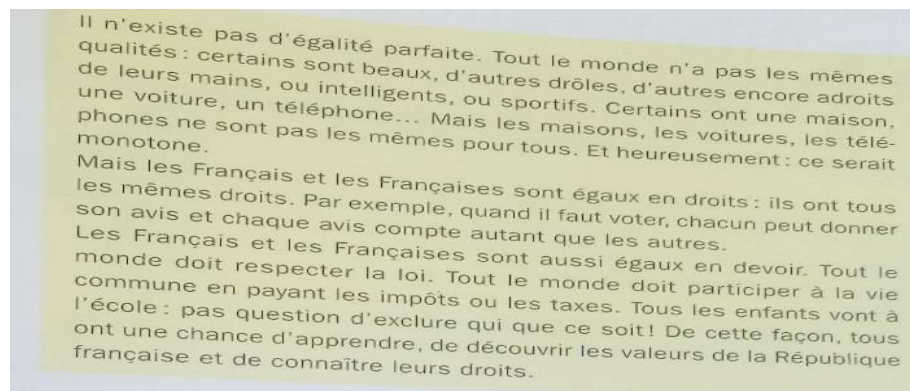 Il n'existe pas d'égalité parfaite. Tout le monde n'a pas les mêmes
qualités : certains sont beaux, d'autres drôles, d'autres encore adroits
de leurs mains, ou intelligents, ou sportifs. Certains ont une maison,
une voiture, un téléphone... Mais les maisons, les voitures, les télé-
phones ne sont pas les mêmes pour tous. Et heureusement : ce serait
monotone.
Mais les Français et les Françaises sont égaux en droits : ils ont tous
les mêmes droits. Par exemple, quand il faut voter, chacun peut donner
son avis et chaque avis compte autant que les autres.
Les Français et les Françaises sont aussi égaux en devoir. Tout le
monde doit respecter la loi. Tout le monde doit participer à la vie
commune en payant les impôts ou les taxes. Tous les enfants vont à
l'école : pas question d'exclure qui que ce soit! De cette façon, tous
ont une chance d'apprendre, de découvrir les valeurs de la République
française et de connaître leurs droits.